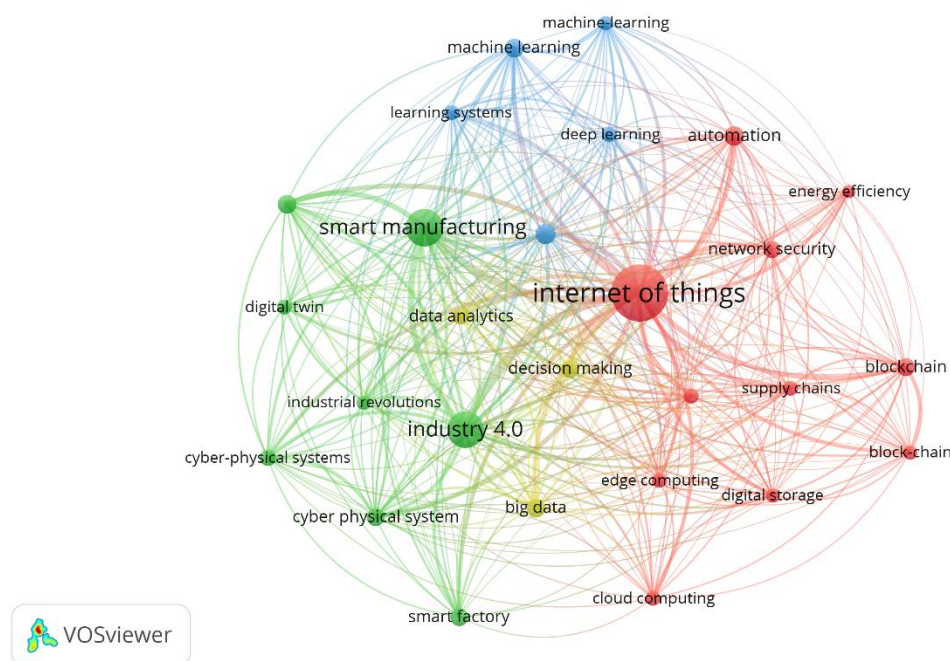 machine-learning
machine learning
learning systems
deep learning
automation
energy efficiency
smart manufacturing
network security
internet of things
digital twin
data analytics
decision making
blockchain
supply chains
industrial revolutions
industry 4.0
cyber-physical systems
block-chain
edge computing
digital storage
big data
cyber physical system
cloud computing
smart factory
VOSviewer